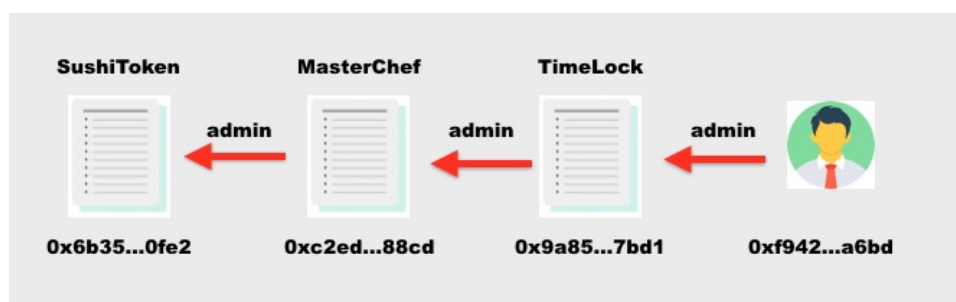 SushiToken MasterChef TimeLock
admin admin admin
0x6b35...0fe2 0xc2ed...88cd 0x9a85...7bd1 0xf942...a6bd